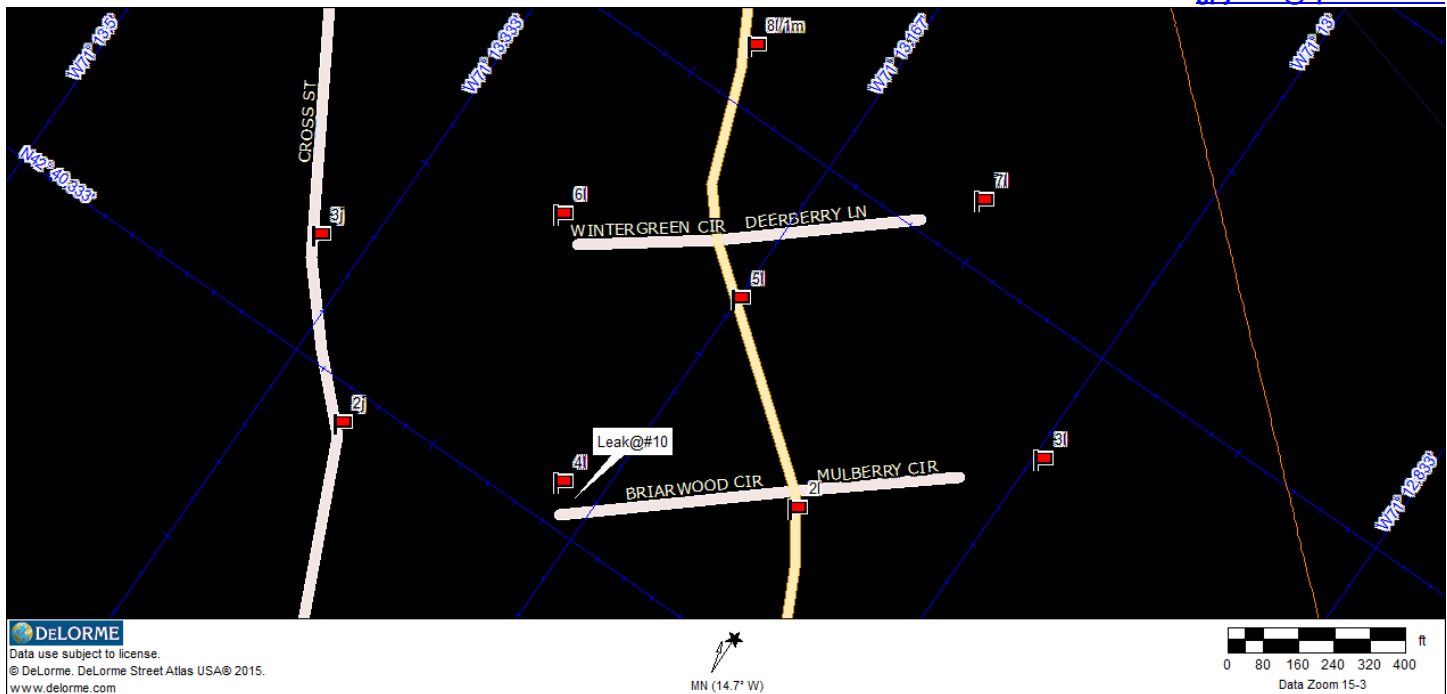 W71° 13.5'
W71° 13.333'
8l/1m
W71° 13.167'
W71° 13'
CROSS ST
N42° 40.333'
3j
6l
7l
WINTERGREEN CIR
DEERBERRY LN
5l
2j
Leak@#10
4l
3l
BRIARWOOD CIR
MULBERRY CIR
2l
W71° 12.833'
DELORME
Data use subject to license.
© DeLorme. DeLorme Street Atlas USA® 2015.
www.delorme.com
MN (14.7° W)
ft
0 80 160 240 320 400
Data Zoom 15-3